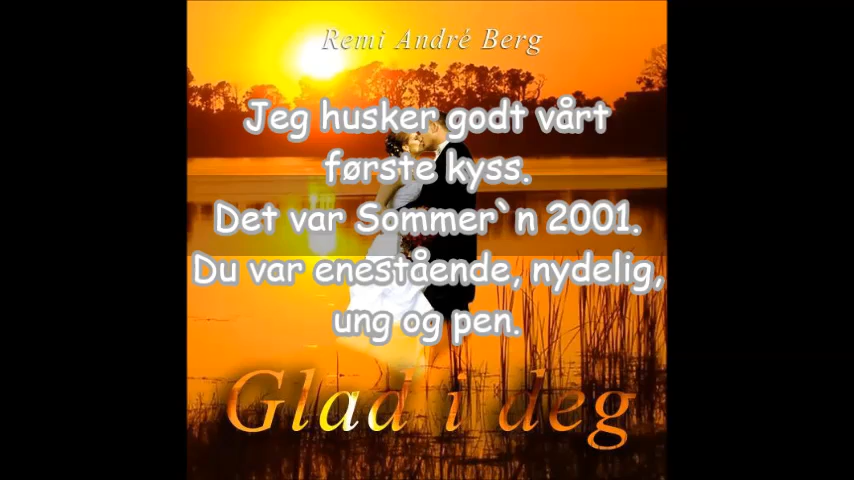 Remi André Berg
Jeg husker godt vårt
første kyss.
Det var Sommer`n 2001.
Du var enestående, nydelig,
ung og pen.
Glad i deg